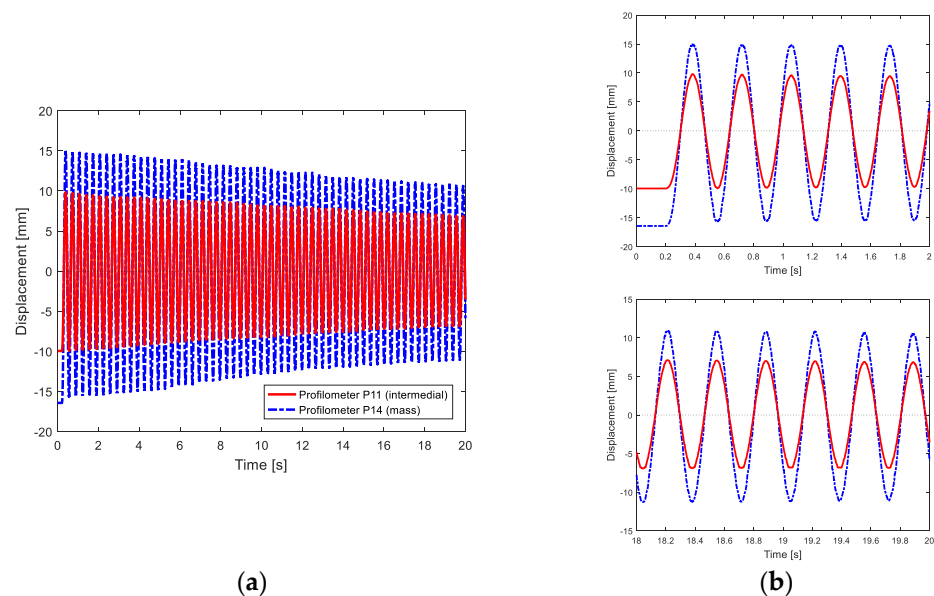 20
15
10
5
0
-5
-10
-15
-20
Displacement [mm]
0 2 4 6 8 10 12 14 16 18 20
Time [s]
Profilometer P11 (intermedial)
Profilometer P14 (mass)
(a)
20
15
10
5
0
-5
-10
-15
-20
Displacement [mm]
0 0.2 0.4 0.6 0.8 1 1.2 1.4 1.6 1.8 2
Time [s]
15
10
5
0
-5
-10
-15
Displacement [mm]
18 18.2 18.4 18.6 18.8 19 19.2 19.4 19.6 19.8 20
Time [s]
(b)